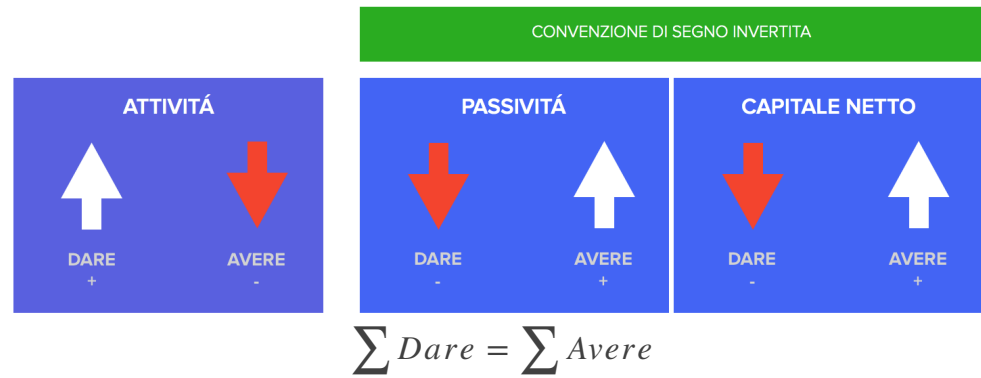 CONVENZIONE DI SEGNO INVERTITA
ATTIVITÁ
DARE
+
AVERE
-
PASSIVITÁ
DARE
-
AVERE
+
CAPITALE NETTO
DARE
-
AVERE
+
∑ Dare = ∑ Avere